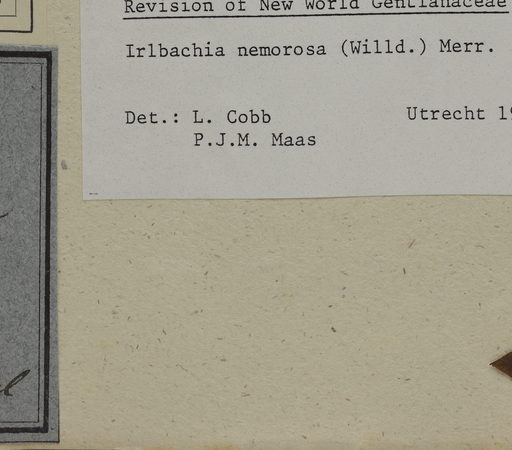 Revision of New World Gentianaceae
Irlbachia nemorosa (Willd.) Merr.
Det.: L. Cobb Utrecht 19
P.J.M. Maas